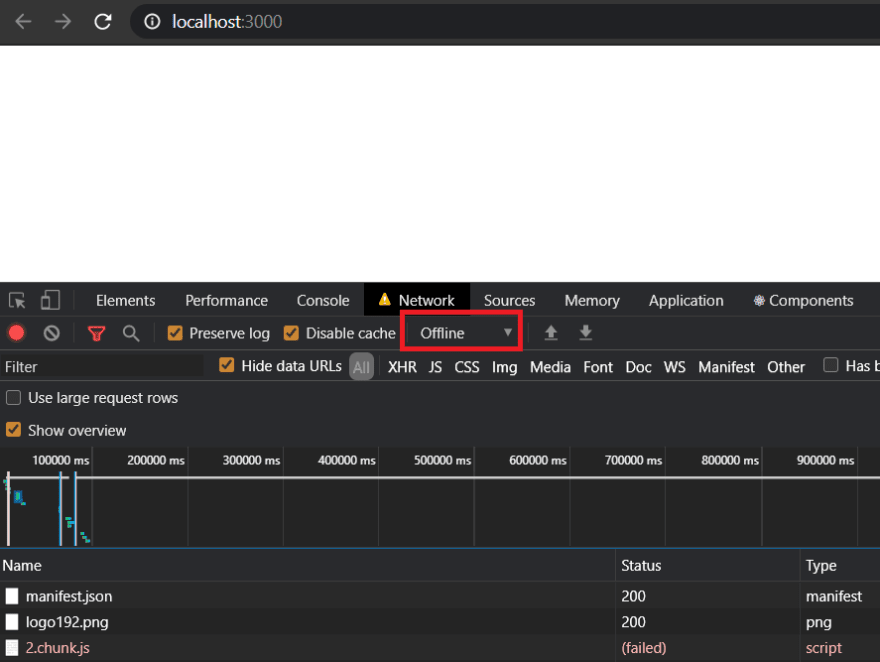 localhost:3000
Elements Performance Console Network Sources Memory Application Components
Preserve log Disable cache Offline
Filter Hide data URLs All XHR JS CSS Img Media Font Doc WS Manifest Other Has b
Use large request rows
Show overview
100000 ms 200000 ms 300000 ms 400000 ms 500000 ms 600000 ms 700000 ms 800000 ms 900000 ms
Name Status Type
manifest.json 200 manifest
logo192.png 200 png
2.chunk.js (failed) script